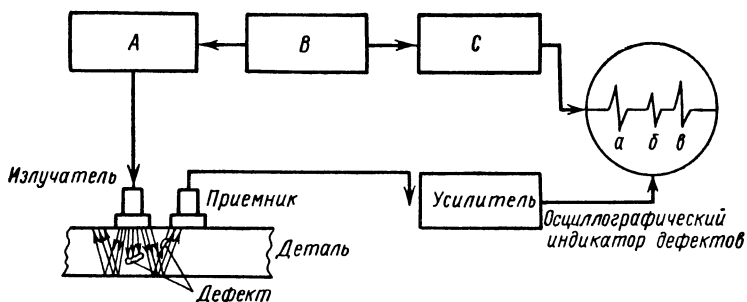 A
B
C
а
б
в
Излучатель
Приемник
Усилитель
Осциллографический
индикатор дефектов
Деталь
Дефект